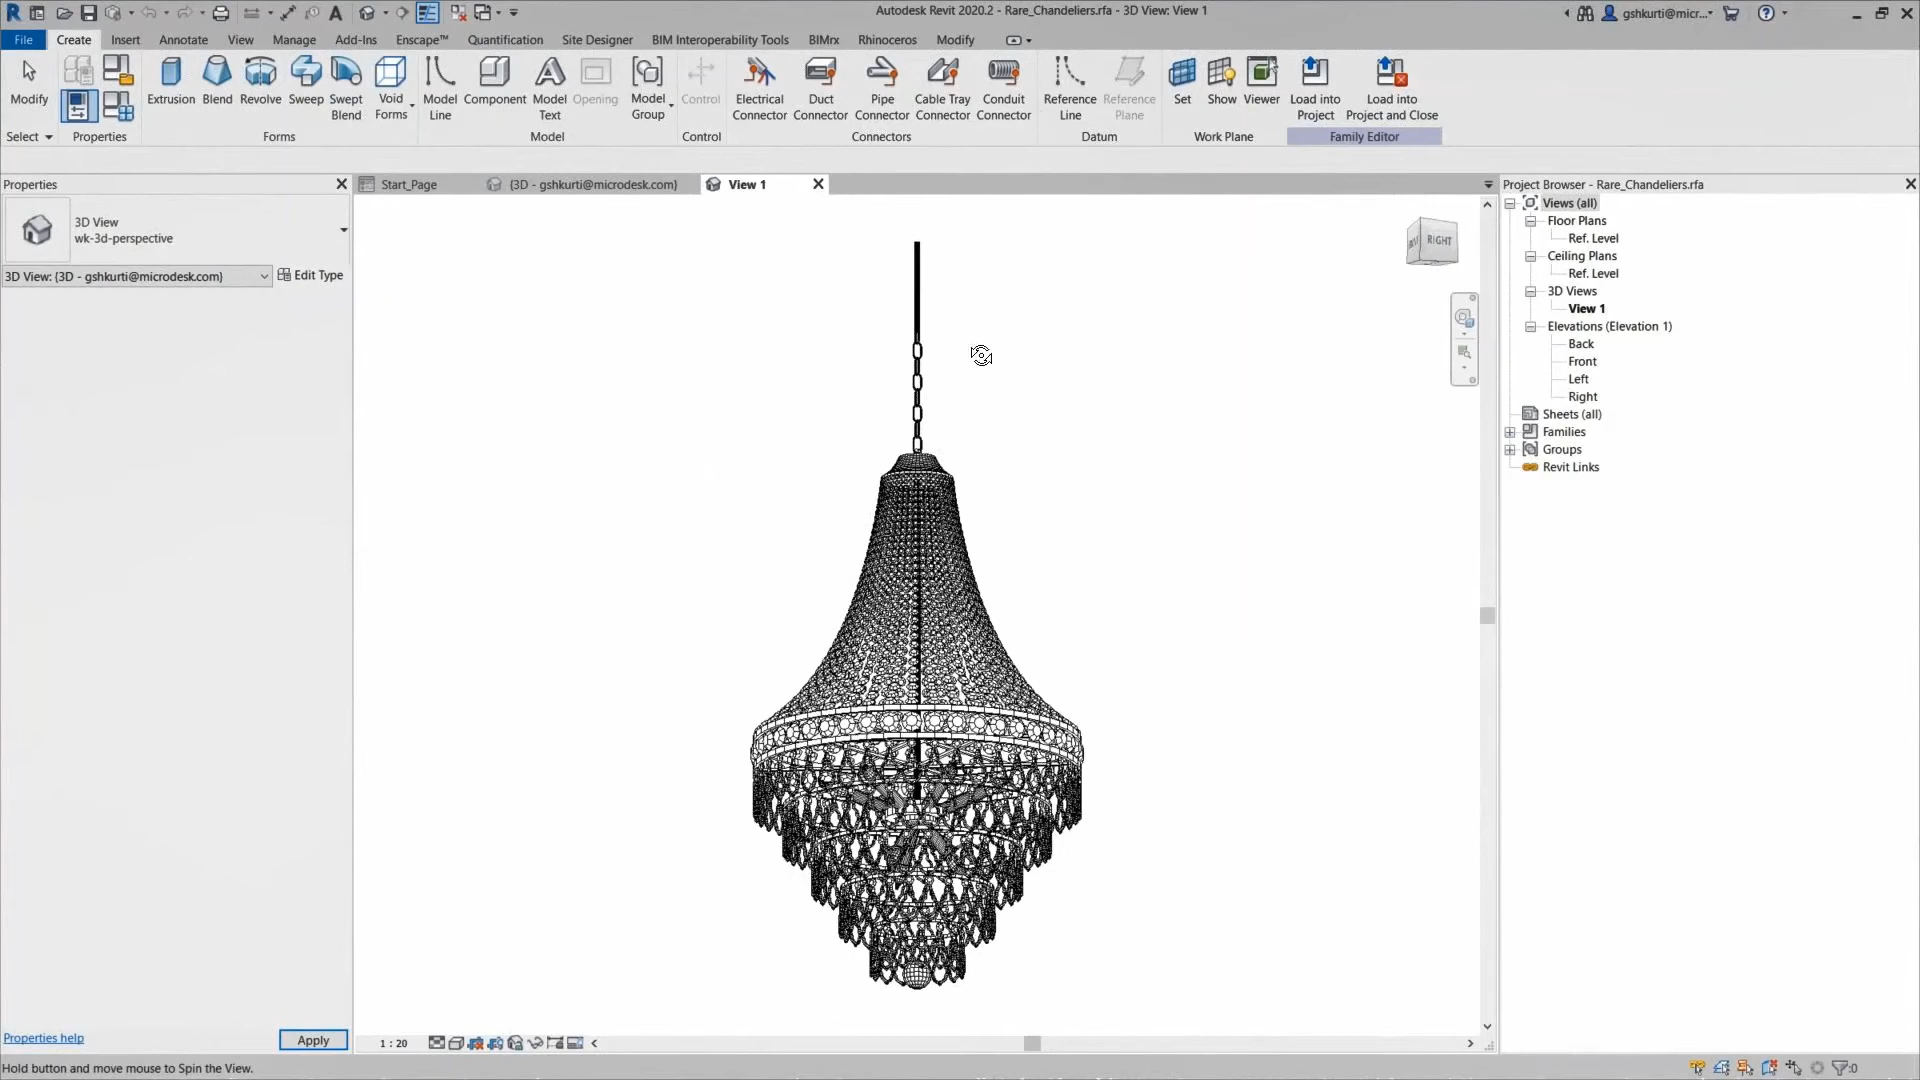 Autodesk Revit 2020.2 - Rare_Chandeliers.rfa - 3D View: View 1
gshkurti@micr...
File Create Insert Annotate View Manage Add-Ins Enscape™ Quantification Site Designer BIM Interoperability Tools BIMrx Rhinoceros Modify
Modify Extrusion Blend Revolve Sweep Swept Blend Void Forms Model Line Component Model Text Opening Model Group Control Electrical Connector Duct Connector Pipe Connector Cable Tray Connector Conduit Connector Reference Line Reference Plane Set Show Viewer Load into Project Load into Project and Close
Select Properties Forms Model Control Connectors Datum Work Plane Family Editor
Properties
Start_Page
{3D - gshkurti@microdesk.com}
View 1
Project Browser - Rare_Chandeliers.rfa
3D View
wk-3d-perspective
3D View: {3D - gshkurti@microdesk.com}
Edit Type
RIGHT
Views (all)
Floor Plans
Ref. Level
Ceiling Plans
Ref. Level
3D Views
View 1
Elevations (Elevation 1)
Back
Front
Left
Right
Sheets (all)
Families
Groups
Revit Links
Properties help
Apply
1 : 20
Hold button and move mouse to Spin the View.
:0